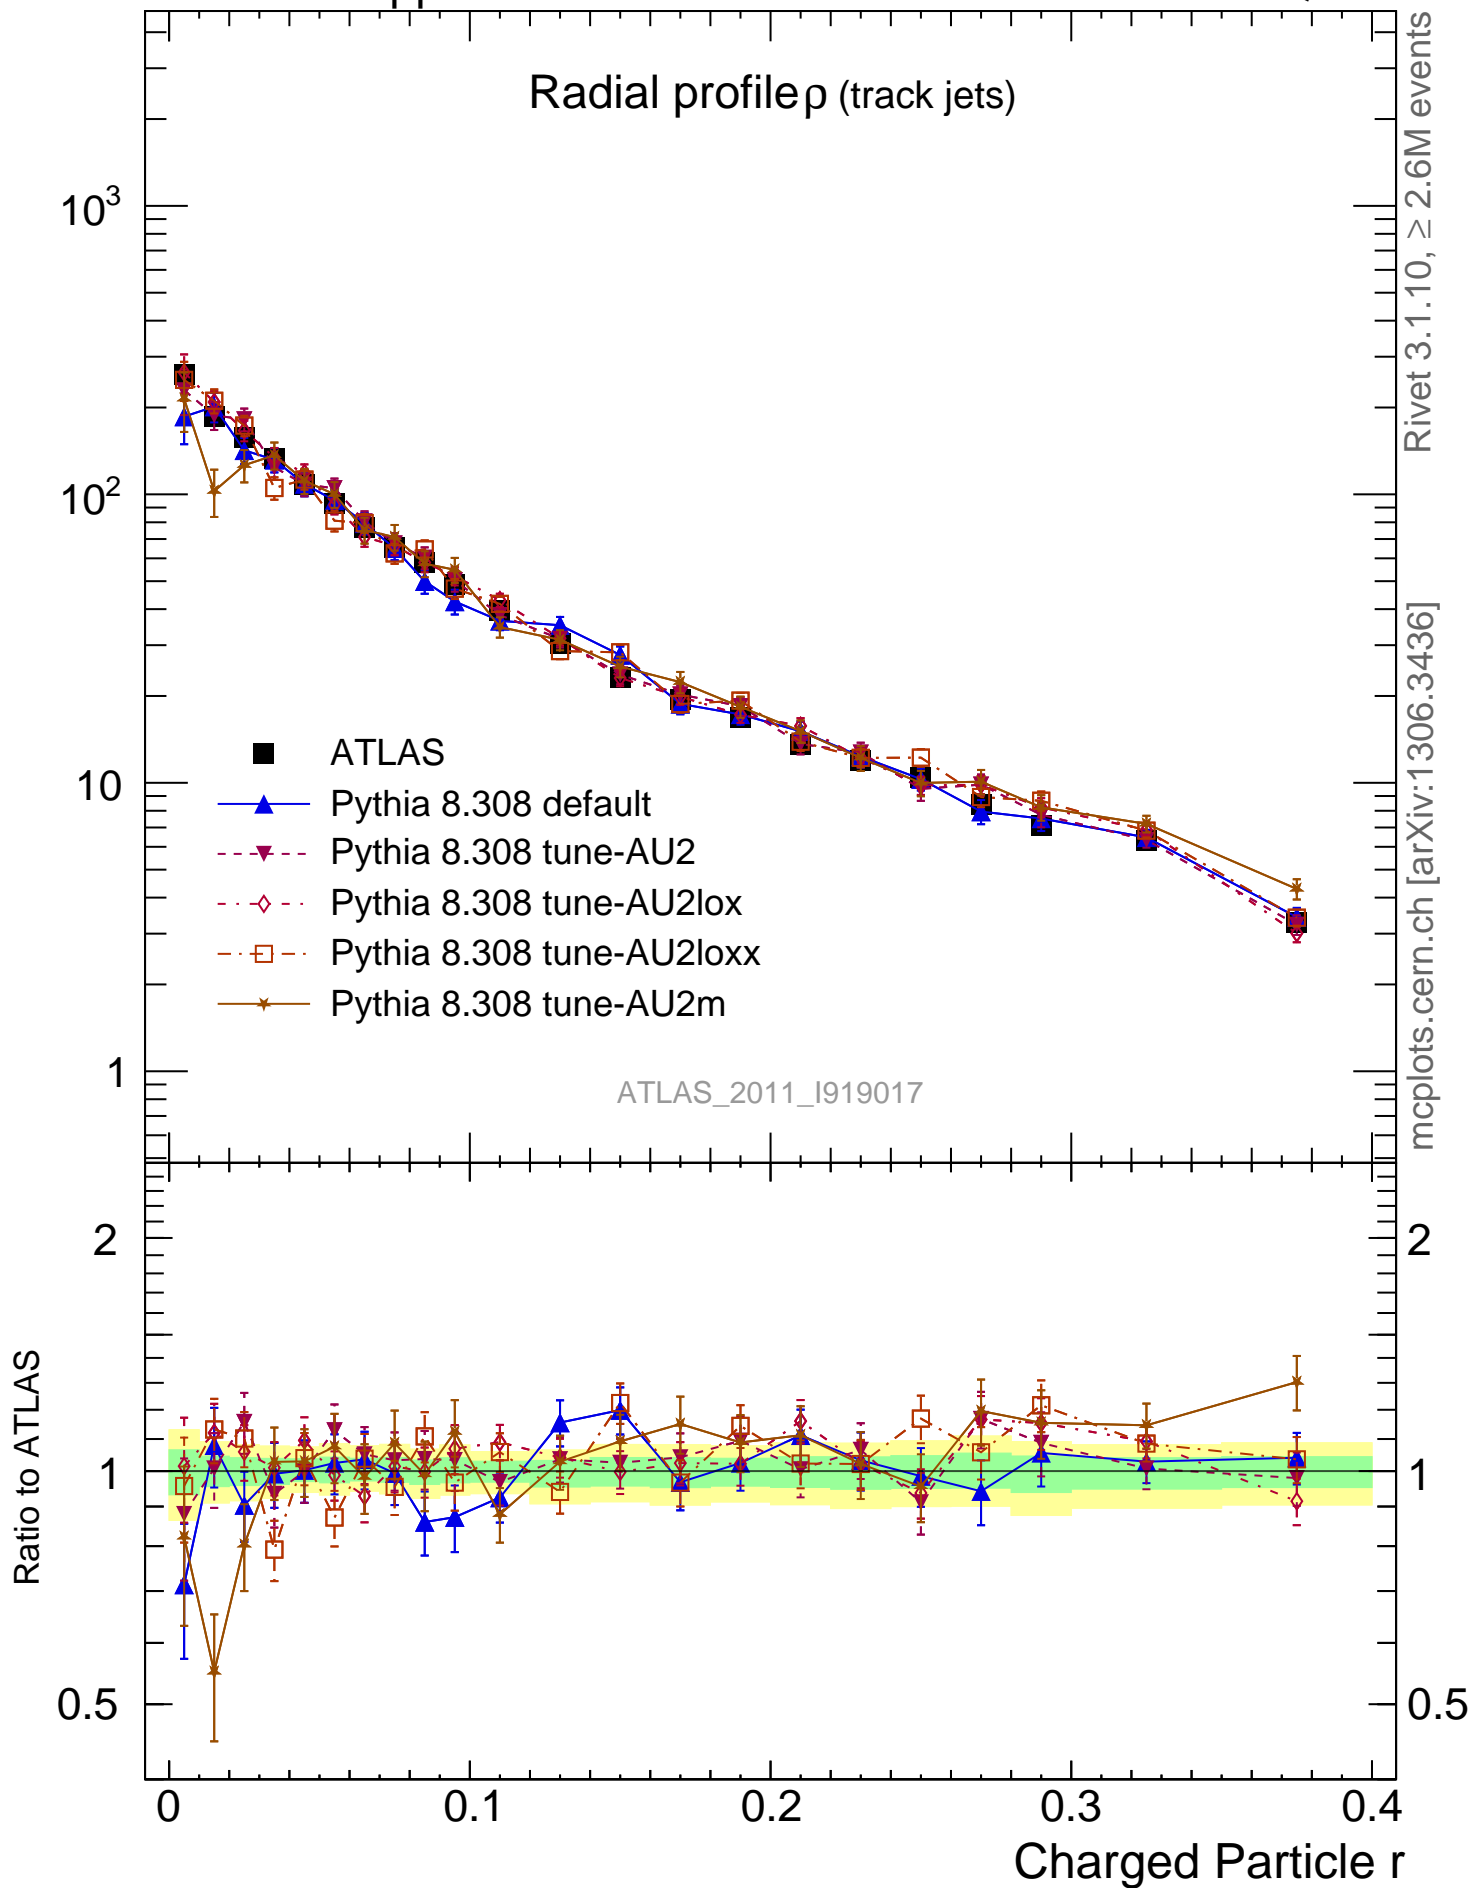 Radial profile ρ (track jets)
10³
10²
10
1
ATLAS
Pythia 8.308 default
Pythia 8.308 tune-AU2
Pythia 8.308 tune-AU2lox
Pythia 8.308 tune-AU2loxx
Pythia 8.308 tune-AU2m
ATLAS_2011_I919017
Rivet 3.1.10, ≥ 2.6M events
mcplots.cern.ch [arXiv:1306.3436]
Ratio to ATLAS
2
1
0.5
2
1
0.5
0 0.1 0.2 0.3 0.4
Charged Particle r